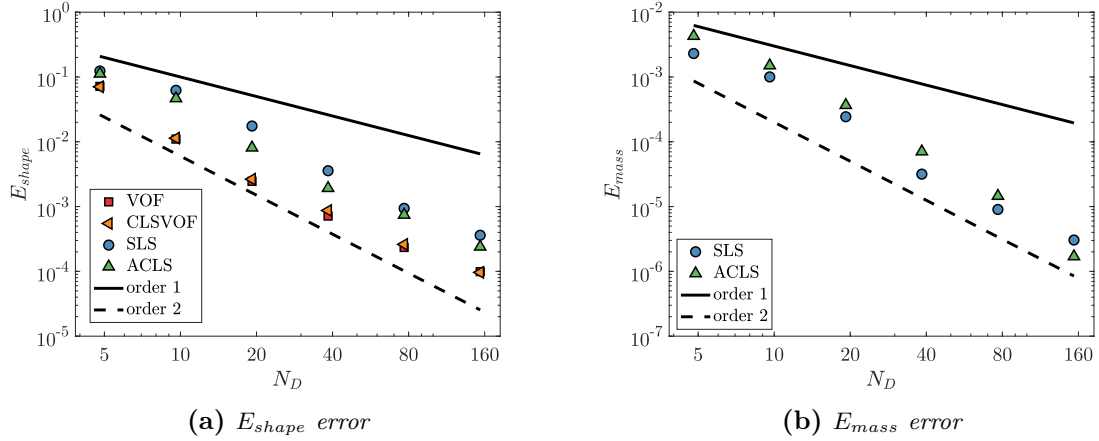 10^0
10^-1
10^-2
10^-3
10^-4
10^-5
E_shape
VOF
CLSVOF
SLS
ACLS
order 1
order 2
5 10 20 40 80 160
N_D
(a) E_shape error
10^-2
10^-3
10^-4
10^-5
10^-6
10^-7
E_mass
SLS
ACLS
order 1
order 2
5 10 20 40 80 160
N_D
(b) E_mass error